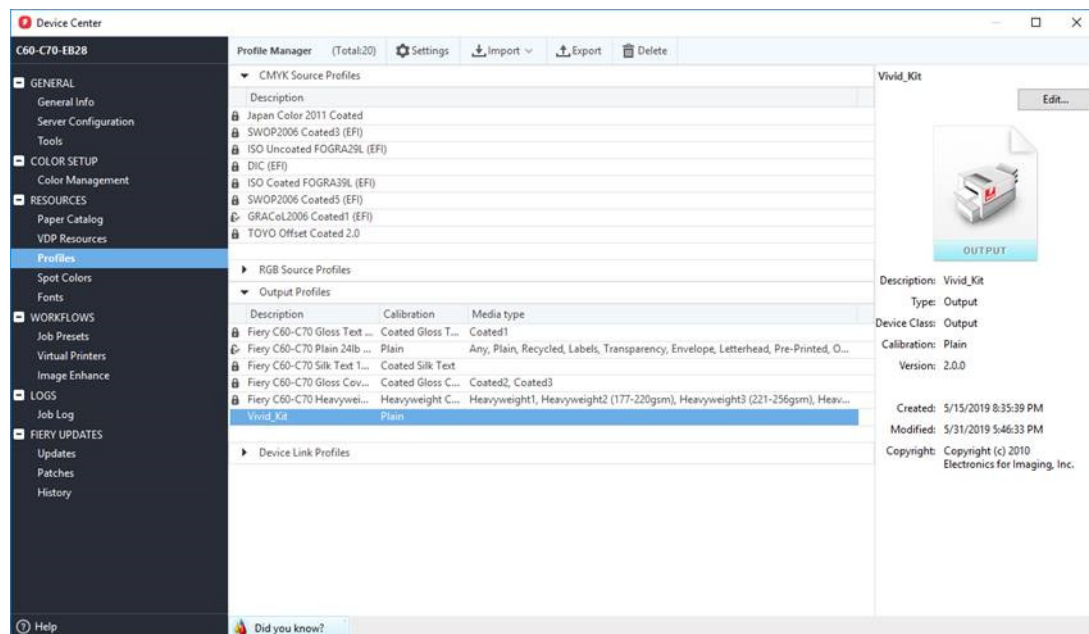 Device Center
C60-C70-EB28
GENERAL
General Info
Server Configuration
Tools
COLOR SETUP
Color Management
RESOURCES
Paper Catalog
VDP Resources
Profiles
Spot Colors
Fonts
WORKFLOWS
Job Presets
Virtual Printers
Image Enhance
LOGS
Job Log
FIERY UPDATES
Updates
Patches
History
? Help
Profile Manager (Total:20) Settings Import Export Delete
CMYK Source Profiles
Description
Japan Color 2011 Coated
SWOP2006 Coated3 (EFI)
ISO Uncoated FOGRA29L (EFI)
DIC (EFI)
ISO Coated FOGRA39L (EFI)
SWOP2006 Coated5 (EFI)
GRACoL2006 Coated1 (EFI)
TOYO Offset Coated 2.0
RGB Source Profiles
Output Profiles
Description Calibration Media type
Fiery C60-C70 Gloss Text ... Coated Gloss T... Coated1
Fiery C60-C70 Plain 24lb ... Plain Any, Plain, Recycled, Labels, Transparency, Envelope, Letterhead, Pre-Printed, O...
Fiery C60-C70 Silk Text 1... Coated Silk Text
Fiery C60-C70 Gloss Cov... Coated Gloss C... Coated2, Coated3
Fiery C60-C70 Heavywei... Heavyweight C... Heavyweight1, Heavyweight2 (177-220gsm), Heavyweight3 (221-256gsm), Heav...
Vivid_Kit Plain
Device Link Profiles
Did you know?
Vivid_Kit
Edit...
OUTPUT
Description: Vivid_Kit
Type: Output
Device Class: Output
Calibration: Plain
Version: 2.0.0
Created: 5/15/2019 8:35:39 PM
Modified: 5/31/2019 5:46:33 PM
Copyright: Copyright (c) 2010
Electronics for Imaging, Inc.